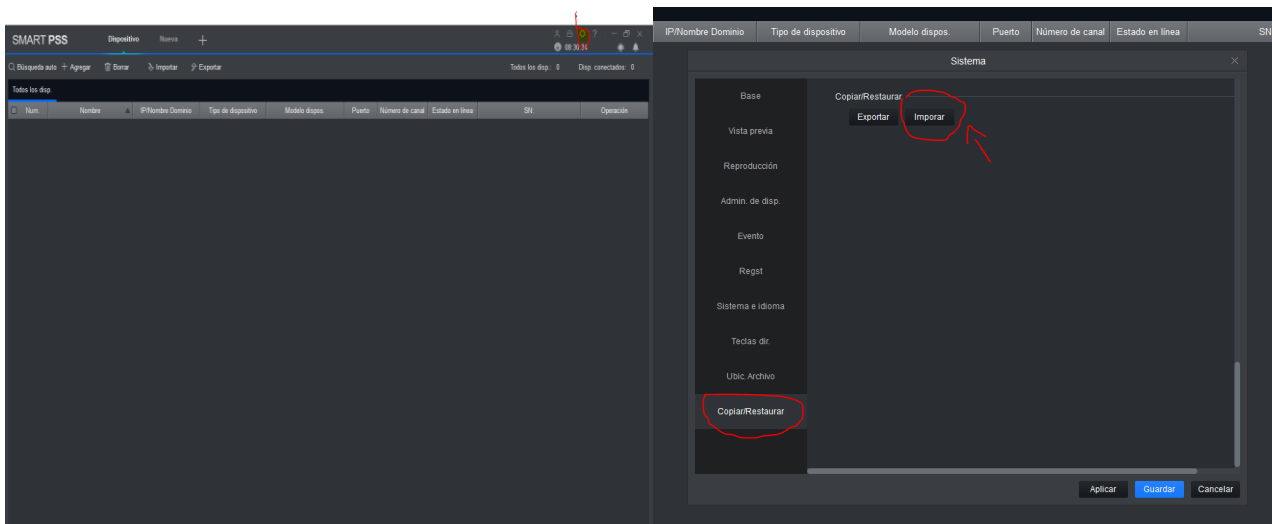 SMART PSS Dispositivo Nueva
08:30:24
Búsqueda auto Agregar Borrar Importar Exportar Todos los disp.: 0 Disp. conectados: 0
Todos los disp.
Num. Nombre IP/Nombre Dominio Tipo de dispositivo Modelo dispos. Puerto Número de canal Estado en línea SN: Operación
IP/Nombre Dominio Tipo de dispositivo Modelo dispos. Puerto Número de canal Estado en línea SN
Sistema
Base
Vista previa
Reproducción
Admin. de disp.
Evento
Regst
Sistema e idioma
Teclas dir.
Ubic. Archivo
Copiar/Restaurar
Copiar/Restaurar
Exportar Imporar
Aplicar Guardar Cancelar